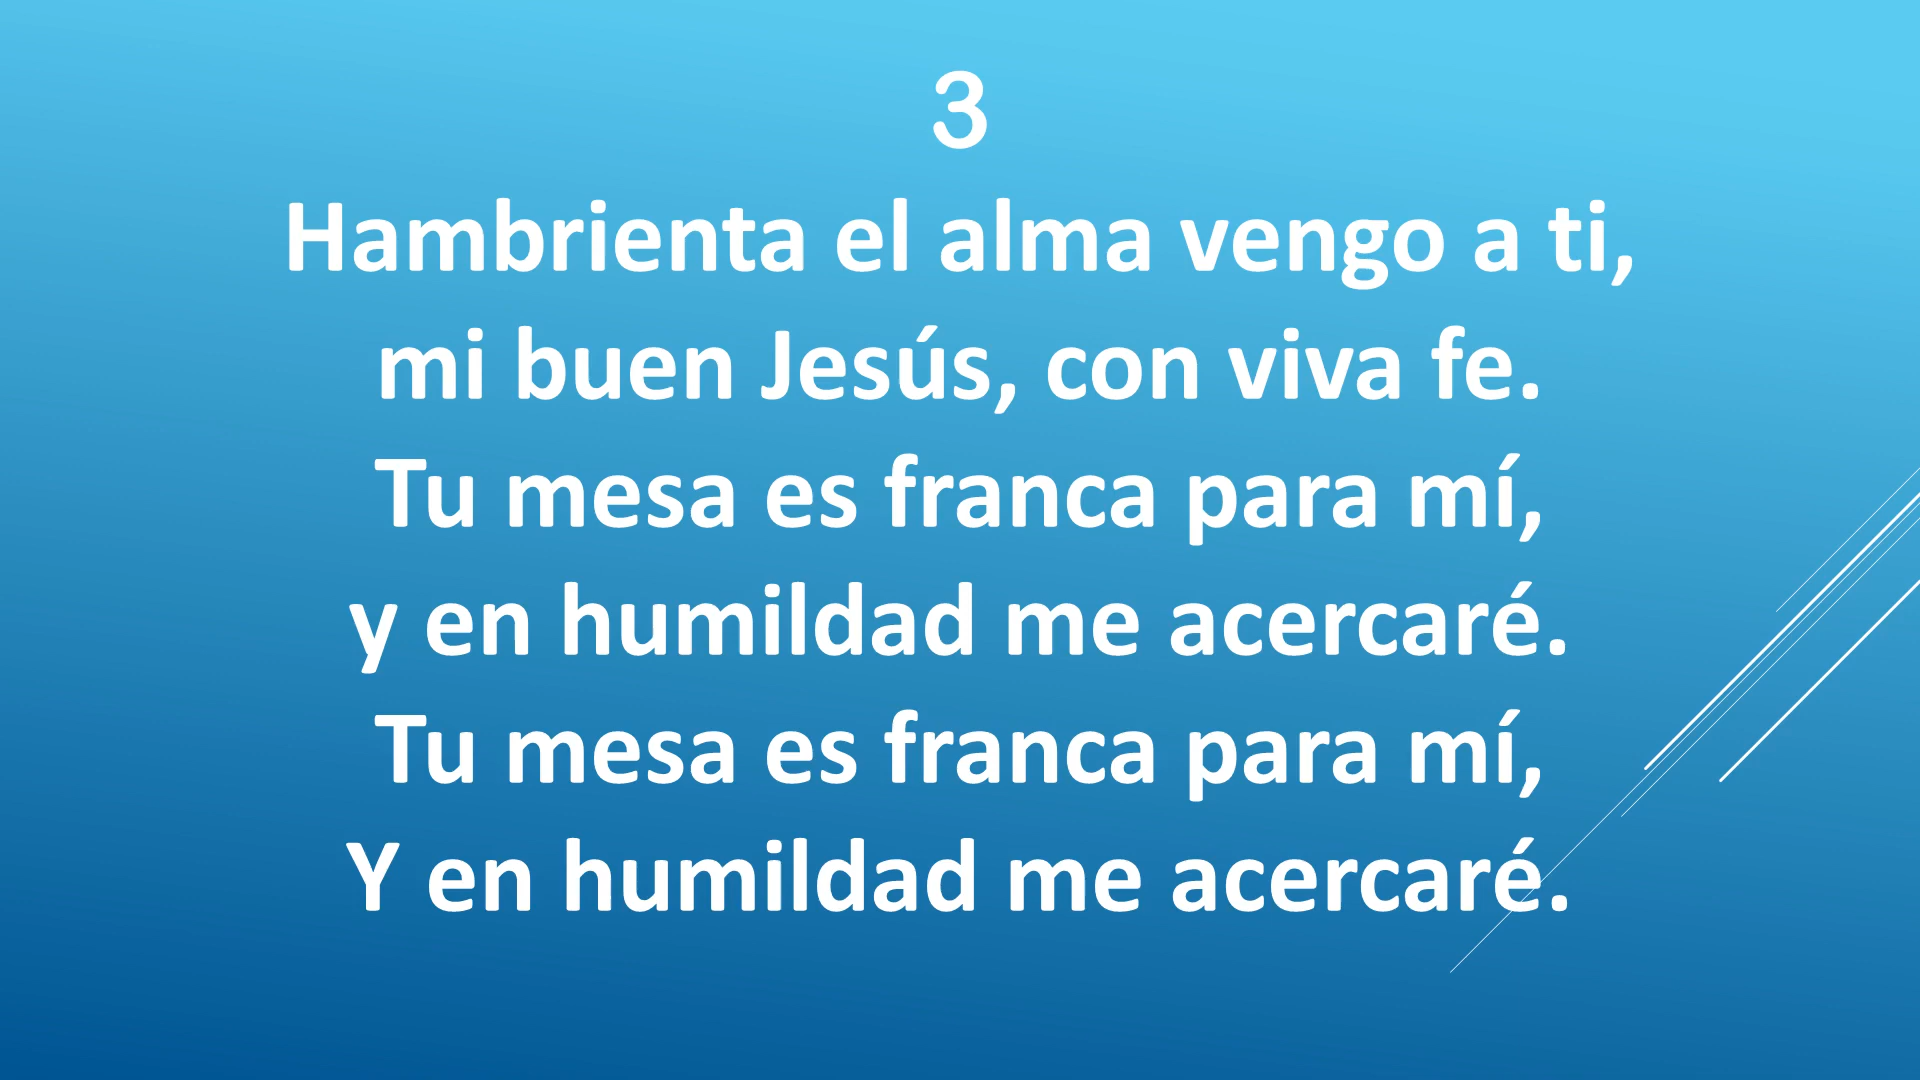 3
Hambrienta el alma vengo a ti,
mi buen Jesús, con viva fe.
Tu mesa es franca para mí,
y en humildad me acercaré.
Tu mesa es franca para mí,
Y en humildad me acercaré.